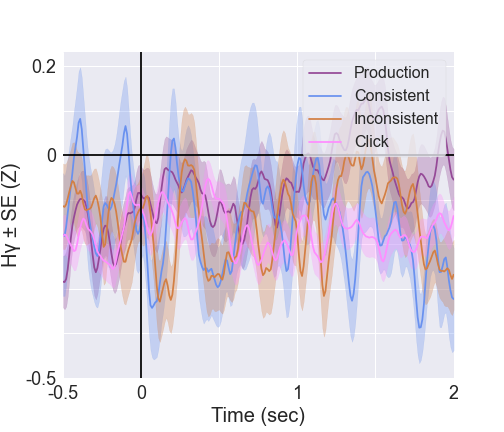 Hγ ± SE (Z)
0.2
0
-0.5
Production
Consistent
Inconsistent
Click
-0.5
0
1
2
Time (sec)